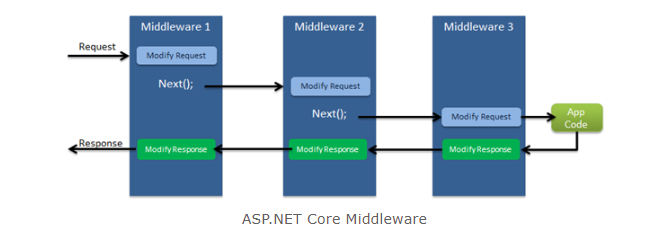 Middleware 1
Middleware 2
Middleware 3
Request
Modify Request
Next();
Modify Request
Next();
Modify Request
App
Code
Response
Modify Response
Modify Response
Modify Response
ASP.NET Core Middleware